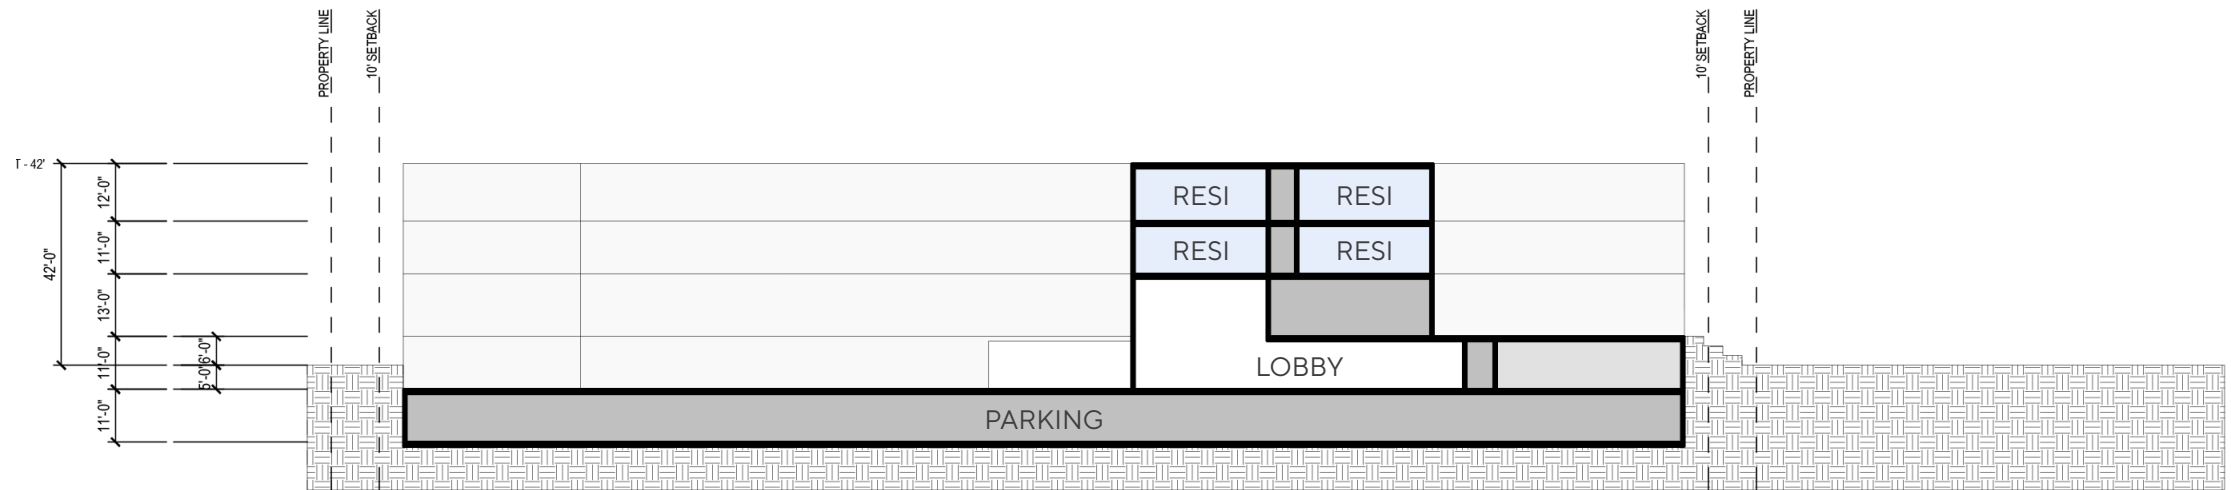 PROPERTY LINE
10' SETBACK
10' SETBACK
PROPERTY LINE
T - 42'
12'-0"
RESI
RESI
11'-0"
RESI
RESI
42'-0"
13'-0"
6'-0"
11'-0"
5'-0"
LOBBY
11'-0"
PARKING